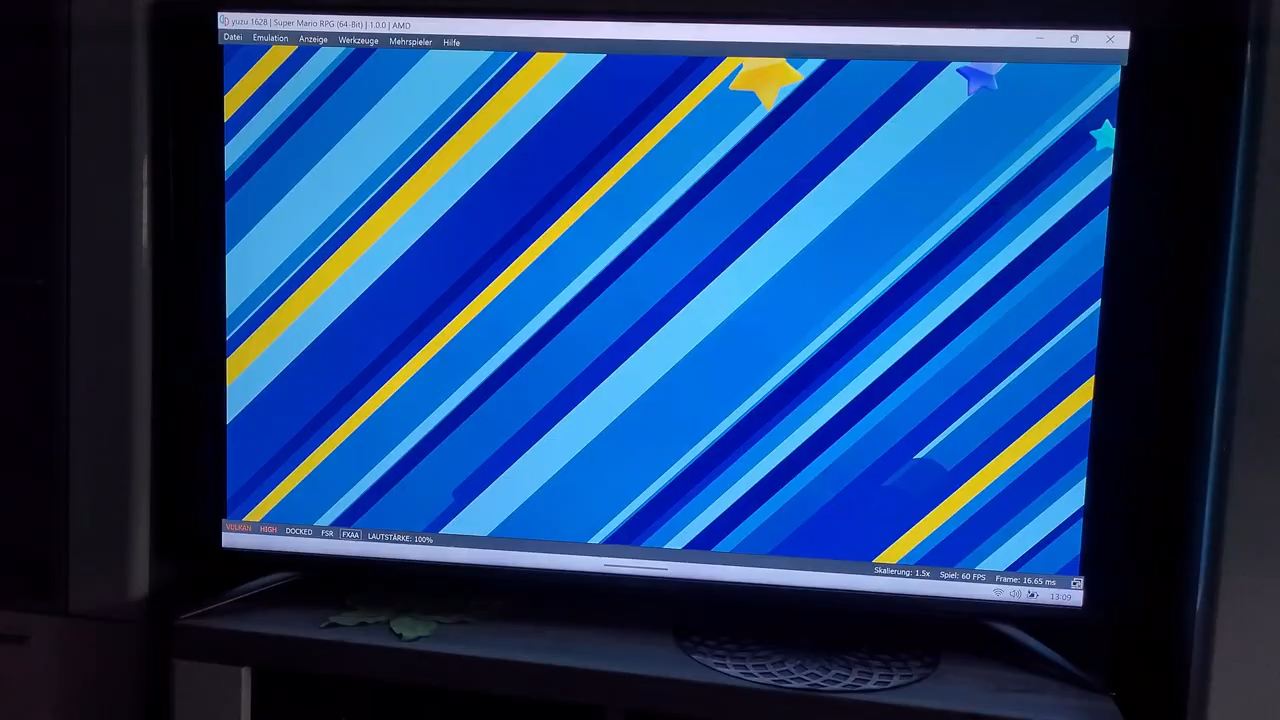 yuzu 1628 | Super Mario RPG (64-Bit) | 1.0.0 | AMD
Datei Emulation Anzeige Werkzeuge Mehrspieler Hilfe
VULKAN HIGH DOCKED FSR FXAA LAUTSTÄRKE: 100%
Skalierung: 1.5x Spiel: 60 FPS Frame: 16.65 ms
13:09